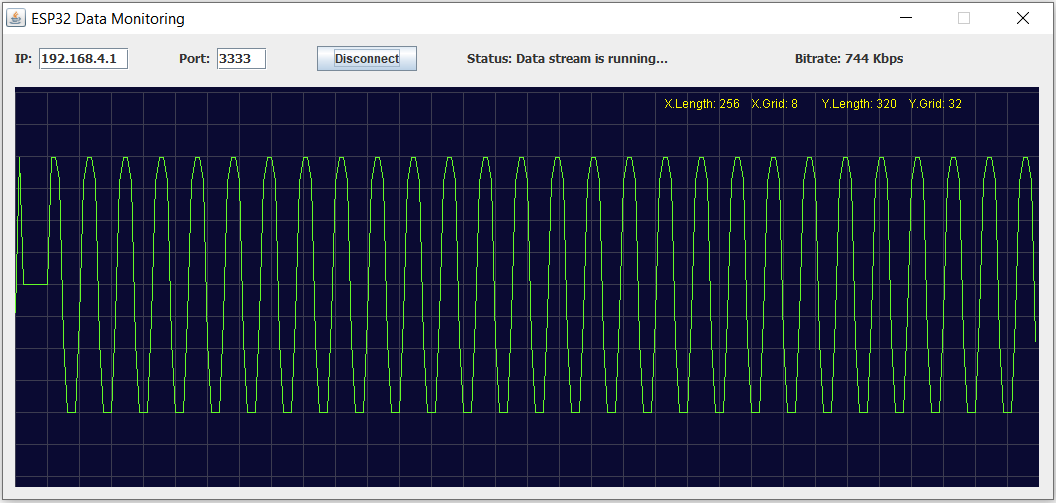 ESP32 Data Monitoring
IP: 192.168.4.1 Port: 3333 Disconnect Status: Data stream is running... Bitrate: 744 Kbps
X.Length: 256 X.Grid: 8 Y.Length: 320 Y.Grid: 32